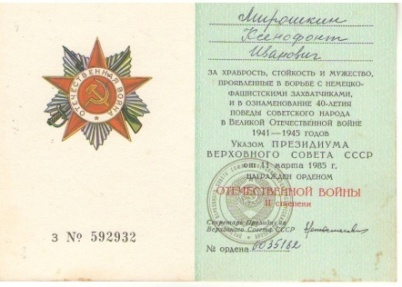 ОТЕЧЕСТВЕННАЯ ВОЙНА
З № 592932
Мирошкин
Ксенофонт
Иванович
ЗА ХРАБРОСТЬ, СТОЙКОСТЬ И МУЖЕСТВО,
ПРОЯВЛЕННЫЕ В БОРЬБЕ С НЕМЕЦКО-
ФАШИСТСКИМИ ЗАХВАТЧИКАМИ,
И В ОЗНАМЕНОВАНИЕ 40-ЛЕТИЯ
ПОБЕДЫ СОВЕТСКОГО НАРОДА
В ВЕЛИКОЙ ОТЕЧЕСТВЕННОЙ ВОЙНЕ
1941—1945 ГОДОВ
Указом ПРЕЗИДИУМА
ВЕРХОВНОГО СОВЕТА СССР
от 11 марта 1985 г.
НАГРАЖДЕН ОРДЕНОМ
ОТЕЧЕСТВЕННОЙ ВОЙНЫ
II степени
Секретарь Президиума
Верховного Совета СССР
№ ордена 0035182